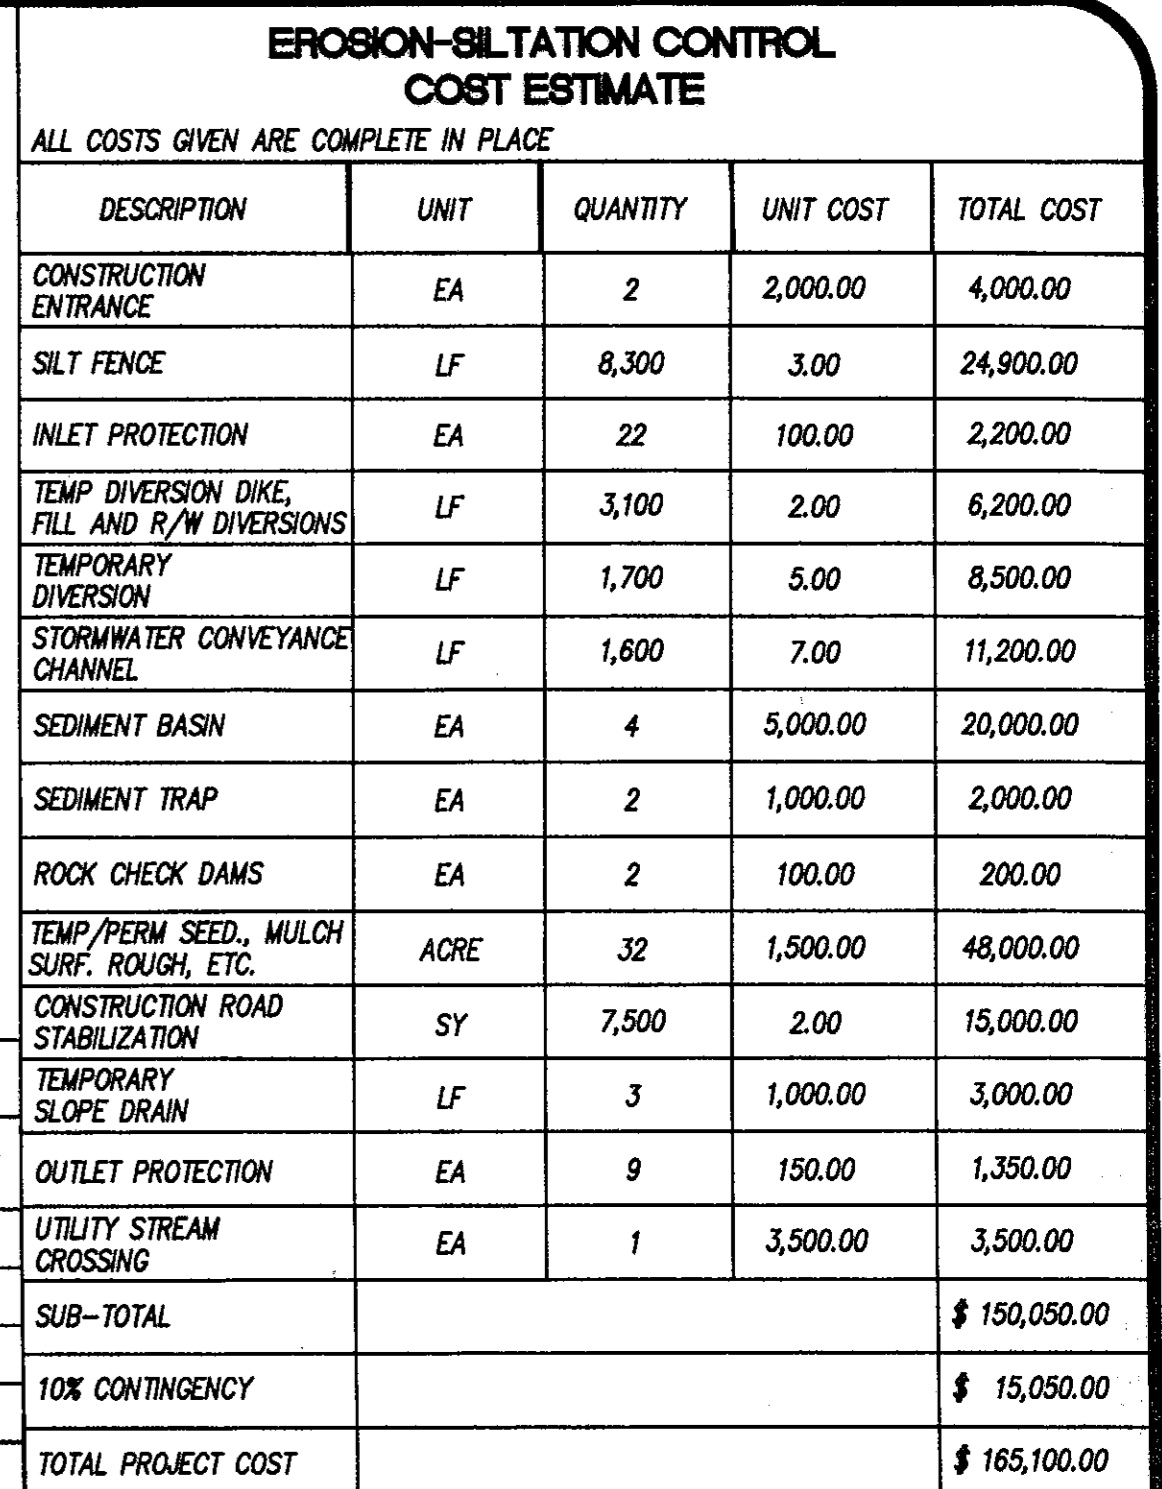 EROSION-SILTATION CONTROL
COST ESTIMATE
ALL COSTS GIVEN ARE COMPLETE IN PLACE
DESCRIPTION UNIT QUANTITY UNIT COST TOTAL COST
CONSTRUCTION
ENTRANCE EA 2 2,000.00 4,000.00
SILT FENCE LF 8,300 3.00 24,900.00
INLET PROTECTION EA 22 100.00 2,200.00
TEMP DIVERSION DIKE,
FILL AND R/W DIVERSIONS LF 3,100 2.00 6,200.00
TEMPORARY
DIVERSION LF 1,700 5.00 8,500.00
STORMWATER CONVEYANCE
CHANNEL LF 1,600 7.00 11,200.00
SEDIMENT BASIN EA 4 5,000.00 20,000.00
SEDIMENT TRAP EA 2 1,000.00 2,000.00
ROCK CHECK DAMS EA 2 100.00 200.00
TEMP/PERM SEED., MULCH
SURF. ROUGH, ETC. ACRE 32 1,500.00 48,000.00
CONSTRUCTION ROAD
STABILIZATION SY 7,500 2.00 15,000.00
TEMPORARY
SLOPE DRAIN LF 3 1,000.00 3,000.00
OUTLET PROTECTION EA 9 150.00 1,350.00
UTILITY STREAM
CROSSING EA 1 3,500.00 3,500.00
SUB-TOTAL $ 150,050.00
10% CONTINGENCY $ 15,050.00
TOTAL PROJECT COST $ 165,100.00